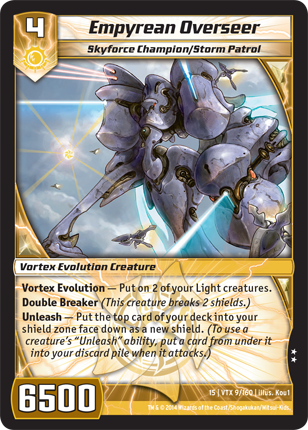 4
Empyrean Overseer
Skyforce Champion/Storm Patrol
Vortex Evolution Creature
Vortex Evolution — Put on 2 of your Light creatures.
Double Breaker (This creature breaks 2 shields.)
Unleash — Put the top card of your deck into your
shield zone face down as a new shield. (To use a
creature's "Unleash" ability, put a card from under it
into your discard pile when it attacks.)
6500
15 | VTX 9/160 | illus. Kou1
TM & © 2014 Wizards of the Coast/Shogakukan/Mitsui-Kids.